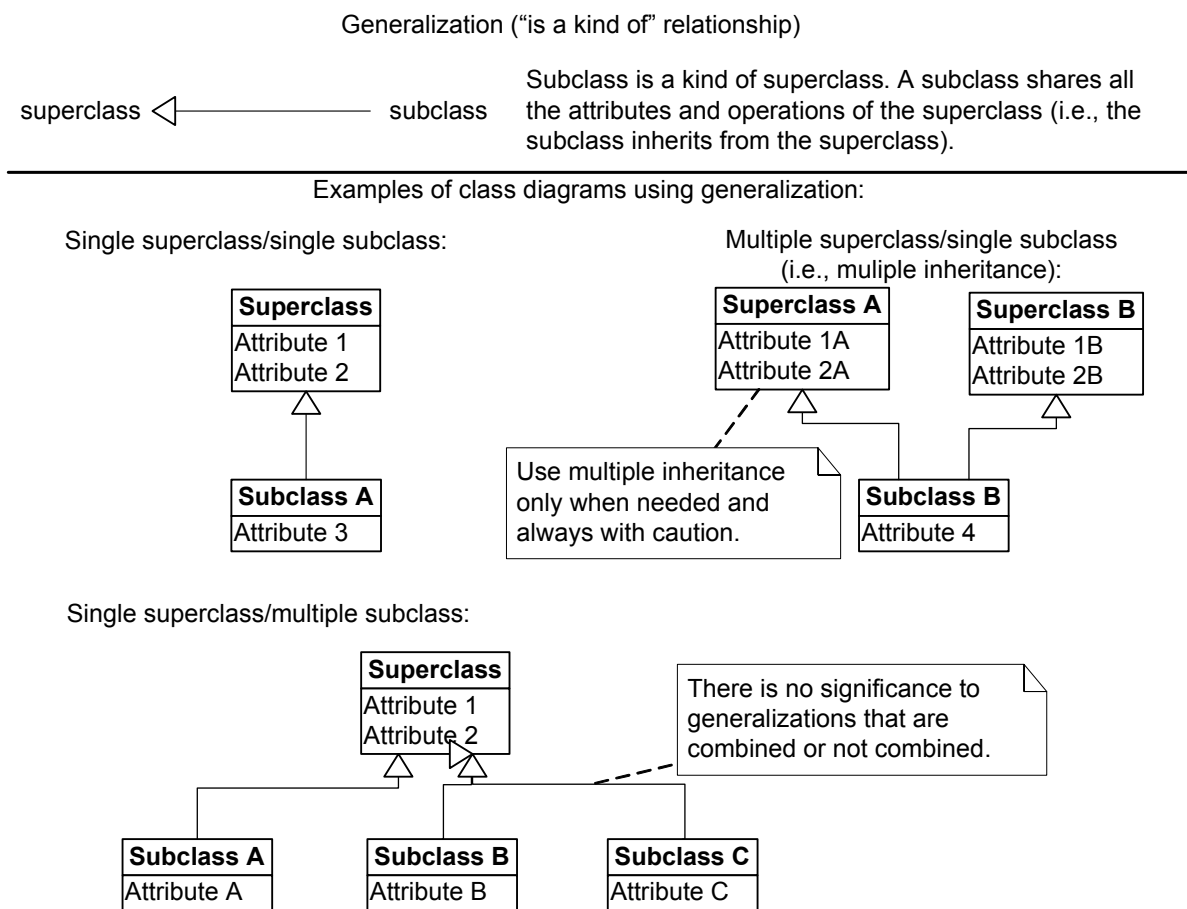 Generalization (“is a kind of” relationship)
superclass
subclass
Subclass is a kind of superclass. A subclass shares all
the attributes and operations of the superclass (i.e., the
subclass inherits from the superclass).
Examples of class diagrams using generalization:
Single superclass/single subclass:
Superclass
Attribute 1
Attribute 2
Subclass A
Attribute 3
Multiple superclass/single subclass
(i.e., muliple inheritance):
Superclass A
Attribute 1A
Attribute 2A
Superclass B
Attribute 1B
Attribute 2B
Use multiple inheritance
only when needed and
always with caution.
Subclass B
Attribute 4
Single superclass/multiple subclass:
Superclass
Attribute 1
Attribute 2
There is no significance to
generalizations that are
combined or not combined.
Subclass A
Attribute A
Subclass B
Attribute B
Subclass C
Attribute C